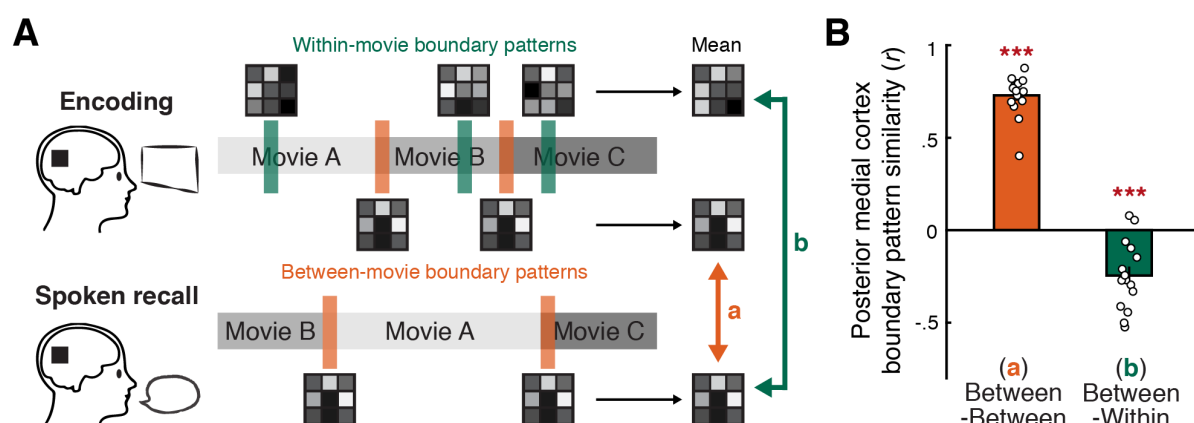 A
Within-movie boundary patterns
Mean
Encoding
Movie A
Movie B
Movie C
b
Between-movie boundary patterns
Spoken recall
a
Movie B
Movie A
Movie C
B
Posterior medial cortex
boundary pattern similarity (r)
1
.5
0
-.5
***
***
(a)
Between
-Between
(b)
Between
-Within